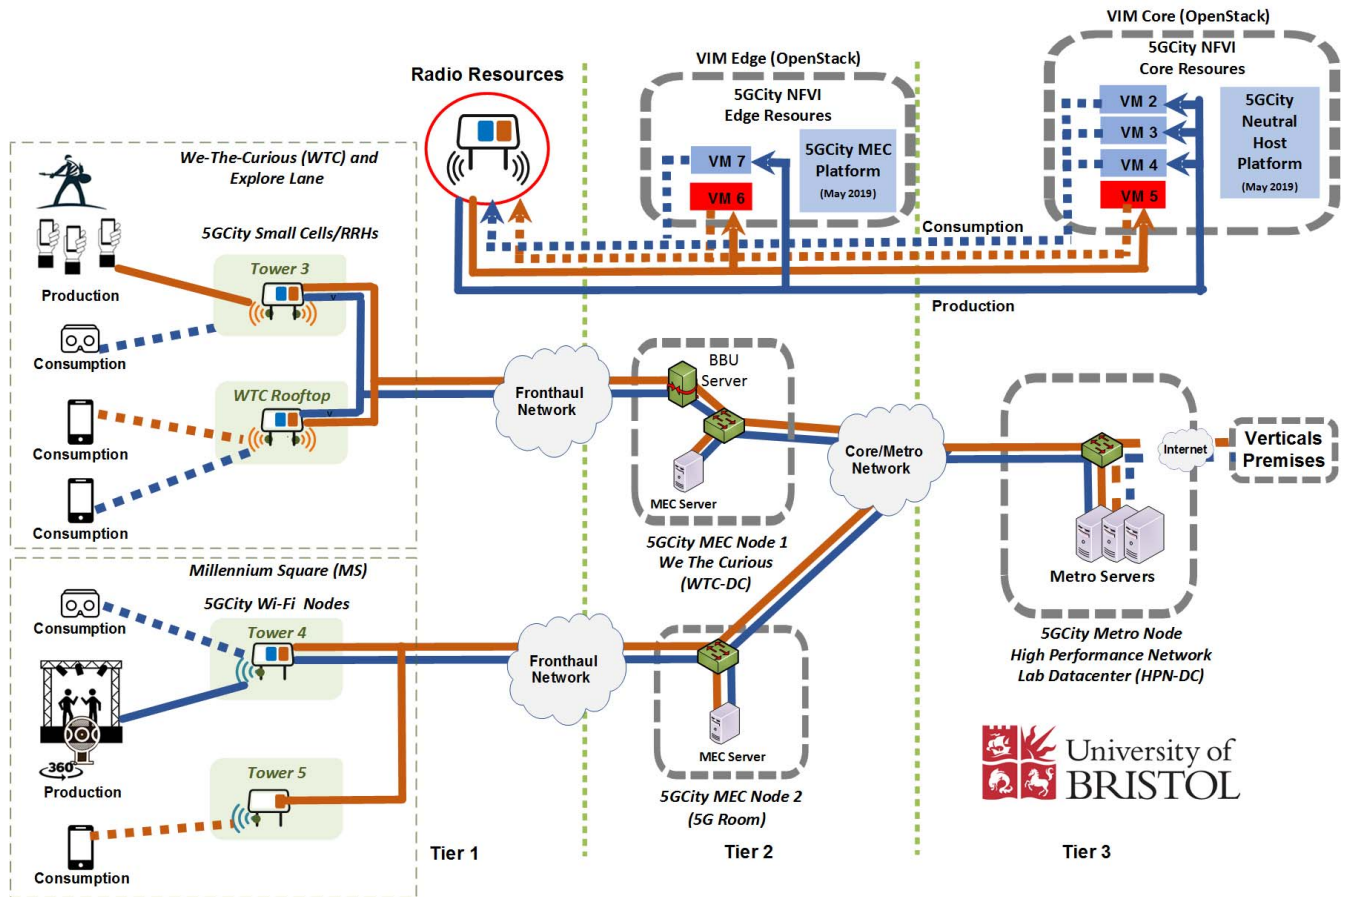 VIM Core (OpenStack)
5GCity NFVI
Core Resoures
VM 2
VM 3
VM 4
VM 5
5GCity
Neutral
Host
Platform
(May 2019)
VIM Edge (OpenStack)
5GCity NFVI
Edge Resoures
VM 7
VM 6
5GCity MEC
Platform
(May 2019)
Radio Resources
Consumption
Production
We-The-Curious (WTC) and
Explore Lane
5GCity Small Cells/RRHs
Tower 3
Production
Consumption
WTC Rooftop
Consumption
Consumption
Fronthaul
Network
BBU
Server
MEC Server
5GCity MEC Node 1
We The Curious
(WTC-DC)
Core/Metro
Network
Internet
Verticals
Premises
Metro Servers
5GCity Metro Node
High Performance Network
Lab Datacenter (HPN-DC)
Millennium Square (MS)
5GCity Wi-Fi Nodes
Consumption
Tower 4
360°
Production
Tower 5
Consumption
Fronthaul
Network
MEC Server
5GCity MEC Node 2
(5G Room)
University of
BRISTOL
Tier 1
Tier 2
Tier 3